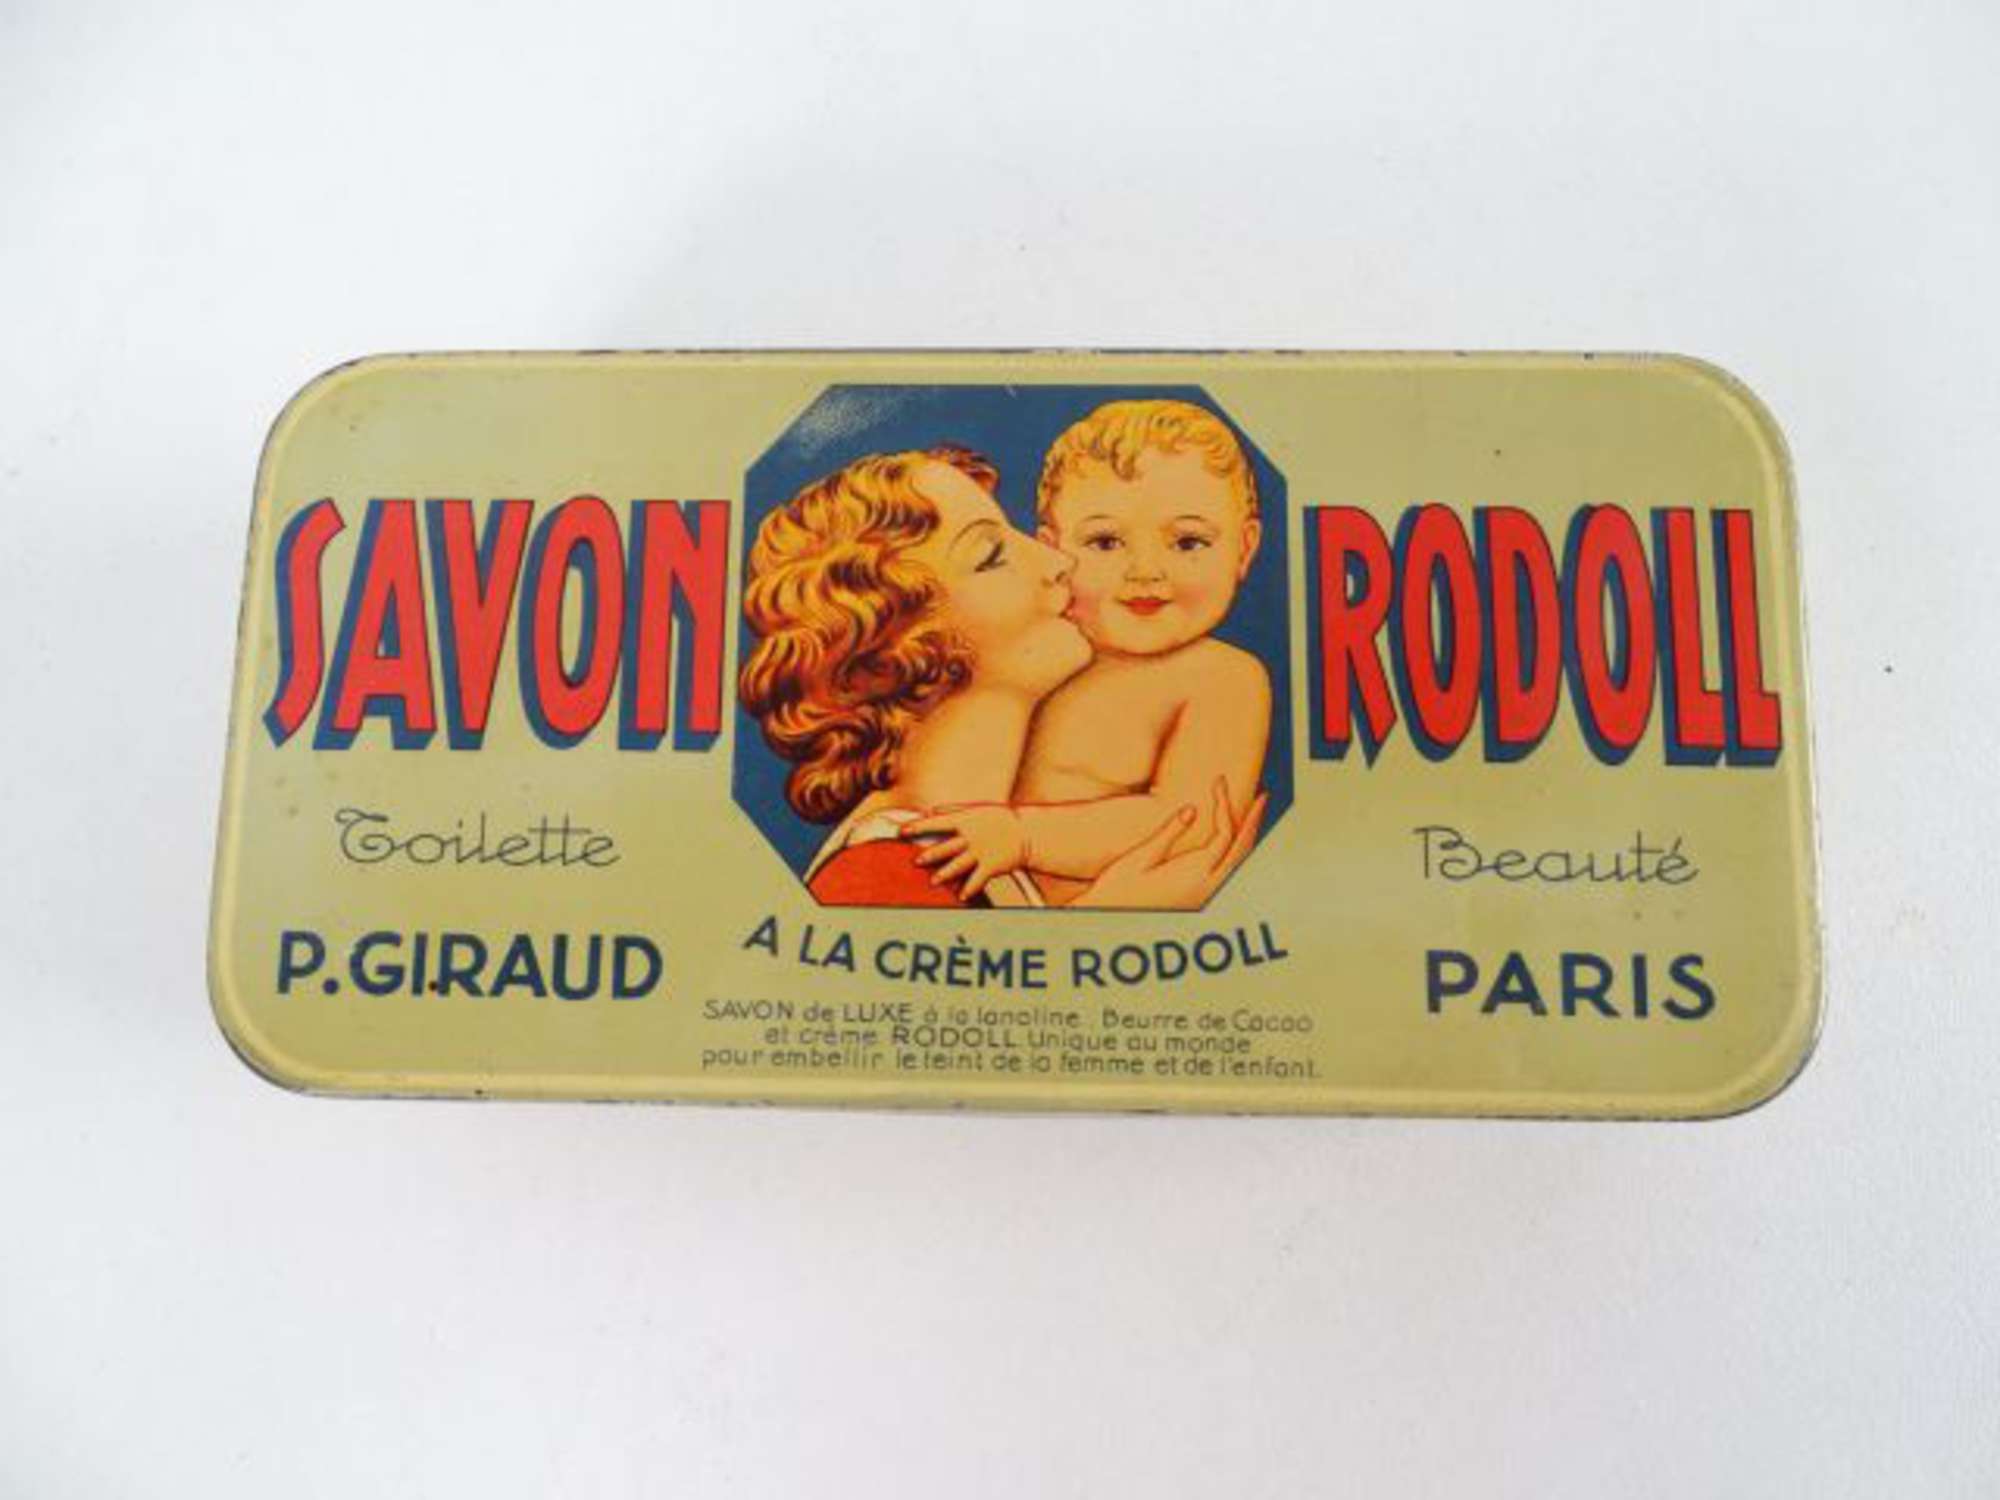 SAVON RODOLL
Toilette Beauté
P. GIRAUD A LA CRÈME RODOLL PARIS
SAVON de LUXE à la lanoline, Beurre de Cacao
et crème RODOLL Unique au monde
pour embellir le teint de la femme et de l'enfant.